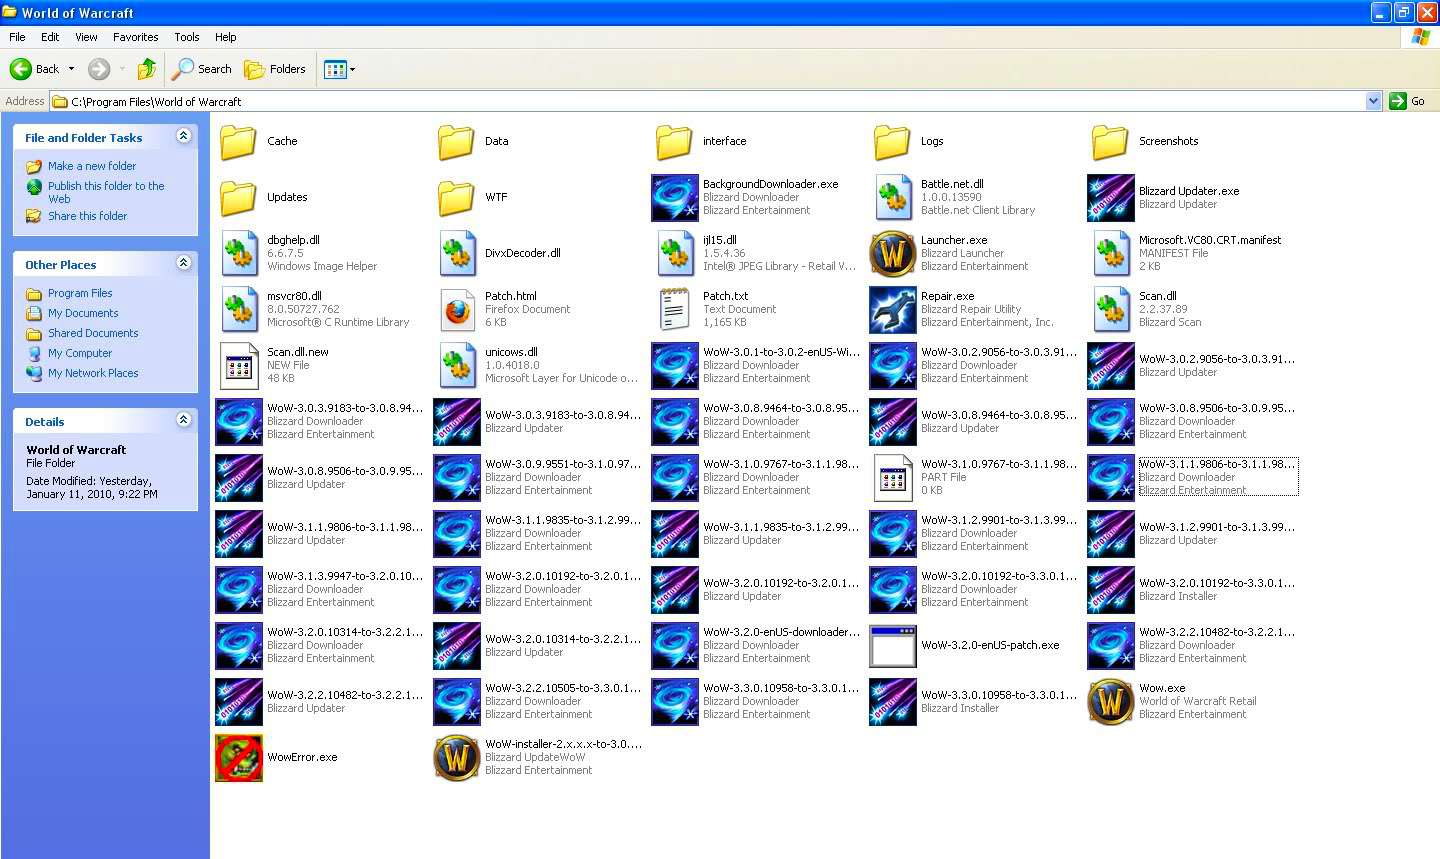 World of Warcraft
File Edit View Favorites Tools Help
Back Search Folders
Address C:\Program Files\World of Warcraft Go
File and Folder Tasks
Make a new folder
Publish this folder to the
Web
Share this folder
Other Places
Program Files
My Documents
Shared Documents
My Computer
My Network Places
Details
World of Warcraft
File Folder
Date Modified: Yesterday,
January 11, 2010, 9:22 PM
Cache
Data
interface
Logs
Screenshots
Updates
WTF
BackgroundDownloader.exe
Blizzard Downloader
Blizzard Entertainment
Battle.net.dll
1.0.0.13590
Battle.net Client Library
Blizzard Updater.exe
Blizzard Updater
dbghelp.dll
6.6.7.5
Windows Image Helper
DivxDecoder.dll
ijl15.dll
1.5.4.36
Intel® JPEG Library - Retail V...
Launcher.exe
Blizzard Launcher
Blizzard Entertainment
Microsoft.VC80.CRT.manifest
MANIFEST File
2 KB
msvcr80.dll
8.0.50727.762
Microsoft® C Runtime Library
Patch.html
Firefox Document
6 KB
Patch.txt
Text Document
1,165 KB
Repair.exe
Blizzard Repair Utility
Blizzard Entertainment, Inc.
Scan.dll
2.2.37.89
Blizzard Scan
Scan.dll.new
NEW File
48 KB
unicows.dll
1.0.4018.0
Microsoft Layer for Unicode o...
WoW-3.0.1-to-3.0.2-enUS-Wi...
Blizzard Downloader
Blizzard Entertainment
WoW-3.0.2.9056-to-3.0.3.91...
Blizzard Downloader
Blizzard Entertainment
WoW-3.0.2.9056-to-3.0.3.91...
Blizzard Updater
WoW-3.0.3.9183-to-3.0.8.94...
Blizzard Downloader
Blizzard Entertainment
WoW-3.0.3.9183-to-3.0.8.94...
Blizzard Updater
WoW-3.0.8.9464-to-3.0.8.95...
Blizzard Downloader
Blizzard Entertainment
WoW-3.0.8.9464-to-3.0.8.95...
Blizzard Updater
WoW-3.0.8.9506-to-3.0.9.95...
Blizzard Downloader
Blizzard Entertainment
WoW-3.0.8.9506-to-3.0.9.95...
Blizzard Updater
WoW-3.0.9.9551-to-3.1.0.97...
Blizzard Downloader
Blizzard Entertainment
WoW-3.1.0.9767-to-3.1.1.98...
Blizzard Downloader
Blizzard Entertainment
WoW-3.1.0.9767-to-3.1.1.98...
PART File
0 KB
WoW-3.1.1.9806-to-3.1.1.98...
Blizzard Downloader
Blizzard Entertainment
WoW-3.1.1.9806-to-3.1.1.98...
Blizzard Updater
WoW-3.1.1.9835-to-3.1.2.99...
Blizzard Downloader
Blizzard Entertainment
WoW-3.1.1.9835-to-3.1.2.99...
Blizzard Updater
WoW-3.1.2.9901-to-3.1.3.99...
Blizzard Downloader
Blizzard Entertainment
WoW-3.1.2.9901-to-3.1.3.99...
Blizzard Updater
WoW-3.1.3.9947-to-3.2.0.10...
Blizzard Downloader
Blizzard Entertainment
WoW-3.2.0.10192-to-3.2.0.1...
Blizzard Downloader
Blizzard Entertainment
WoW-3.2.0.10192-to-3.2.0.1...
Blizzard Updater
WoW-3.2.0.10192-to-3.3.0.1...
Blizzard Downloader
Blizzard Entertainment
WoW-3.2.0.10192-to-3.3.0.1...
Blizzard Installer
WoW-3.2.0.10314-to-3.2.2.1...
Blizzard Downloader
Blizzard Entertainment
WoW-3.2.0.10314-to-3.2.2.1...
Blizzard Updater
WoW-3.2.0-enUS-downloader...
Blizzard Downloader
Blizzard Entertainment
WoW-3.2.0-enUS-patch.exe
WoW-3.2.2.10482-to-3.2.2.1...
Blizzard Downloader
Blizzard Entertainment
WoW-3.2.2.10482-to-3.2.2.1...
Blizzard Updater
WoW-3.2.2.10505-to-3.3.0.1...
Blizzard Downloader
Blizzard Entertainment
WoW-3.3.0.10958-to-3.3.0.1...
Blizzard Downloader
Blizzard Entertainment
WoW-3.3.0.10958-to-3.3.0.1...
Blizzard Installer
Wow.exe
World of Warcraft Retail
Blizzard Entertainment
WowError.exe
WoW-installer-2.x.x.x-to-3.0....
Blizzard UpdateWoW
Blizzard Entertainment